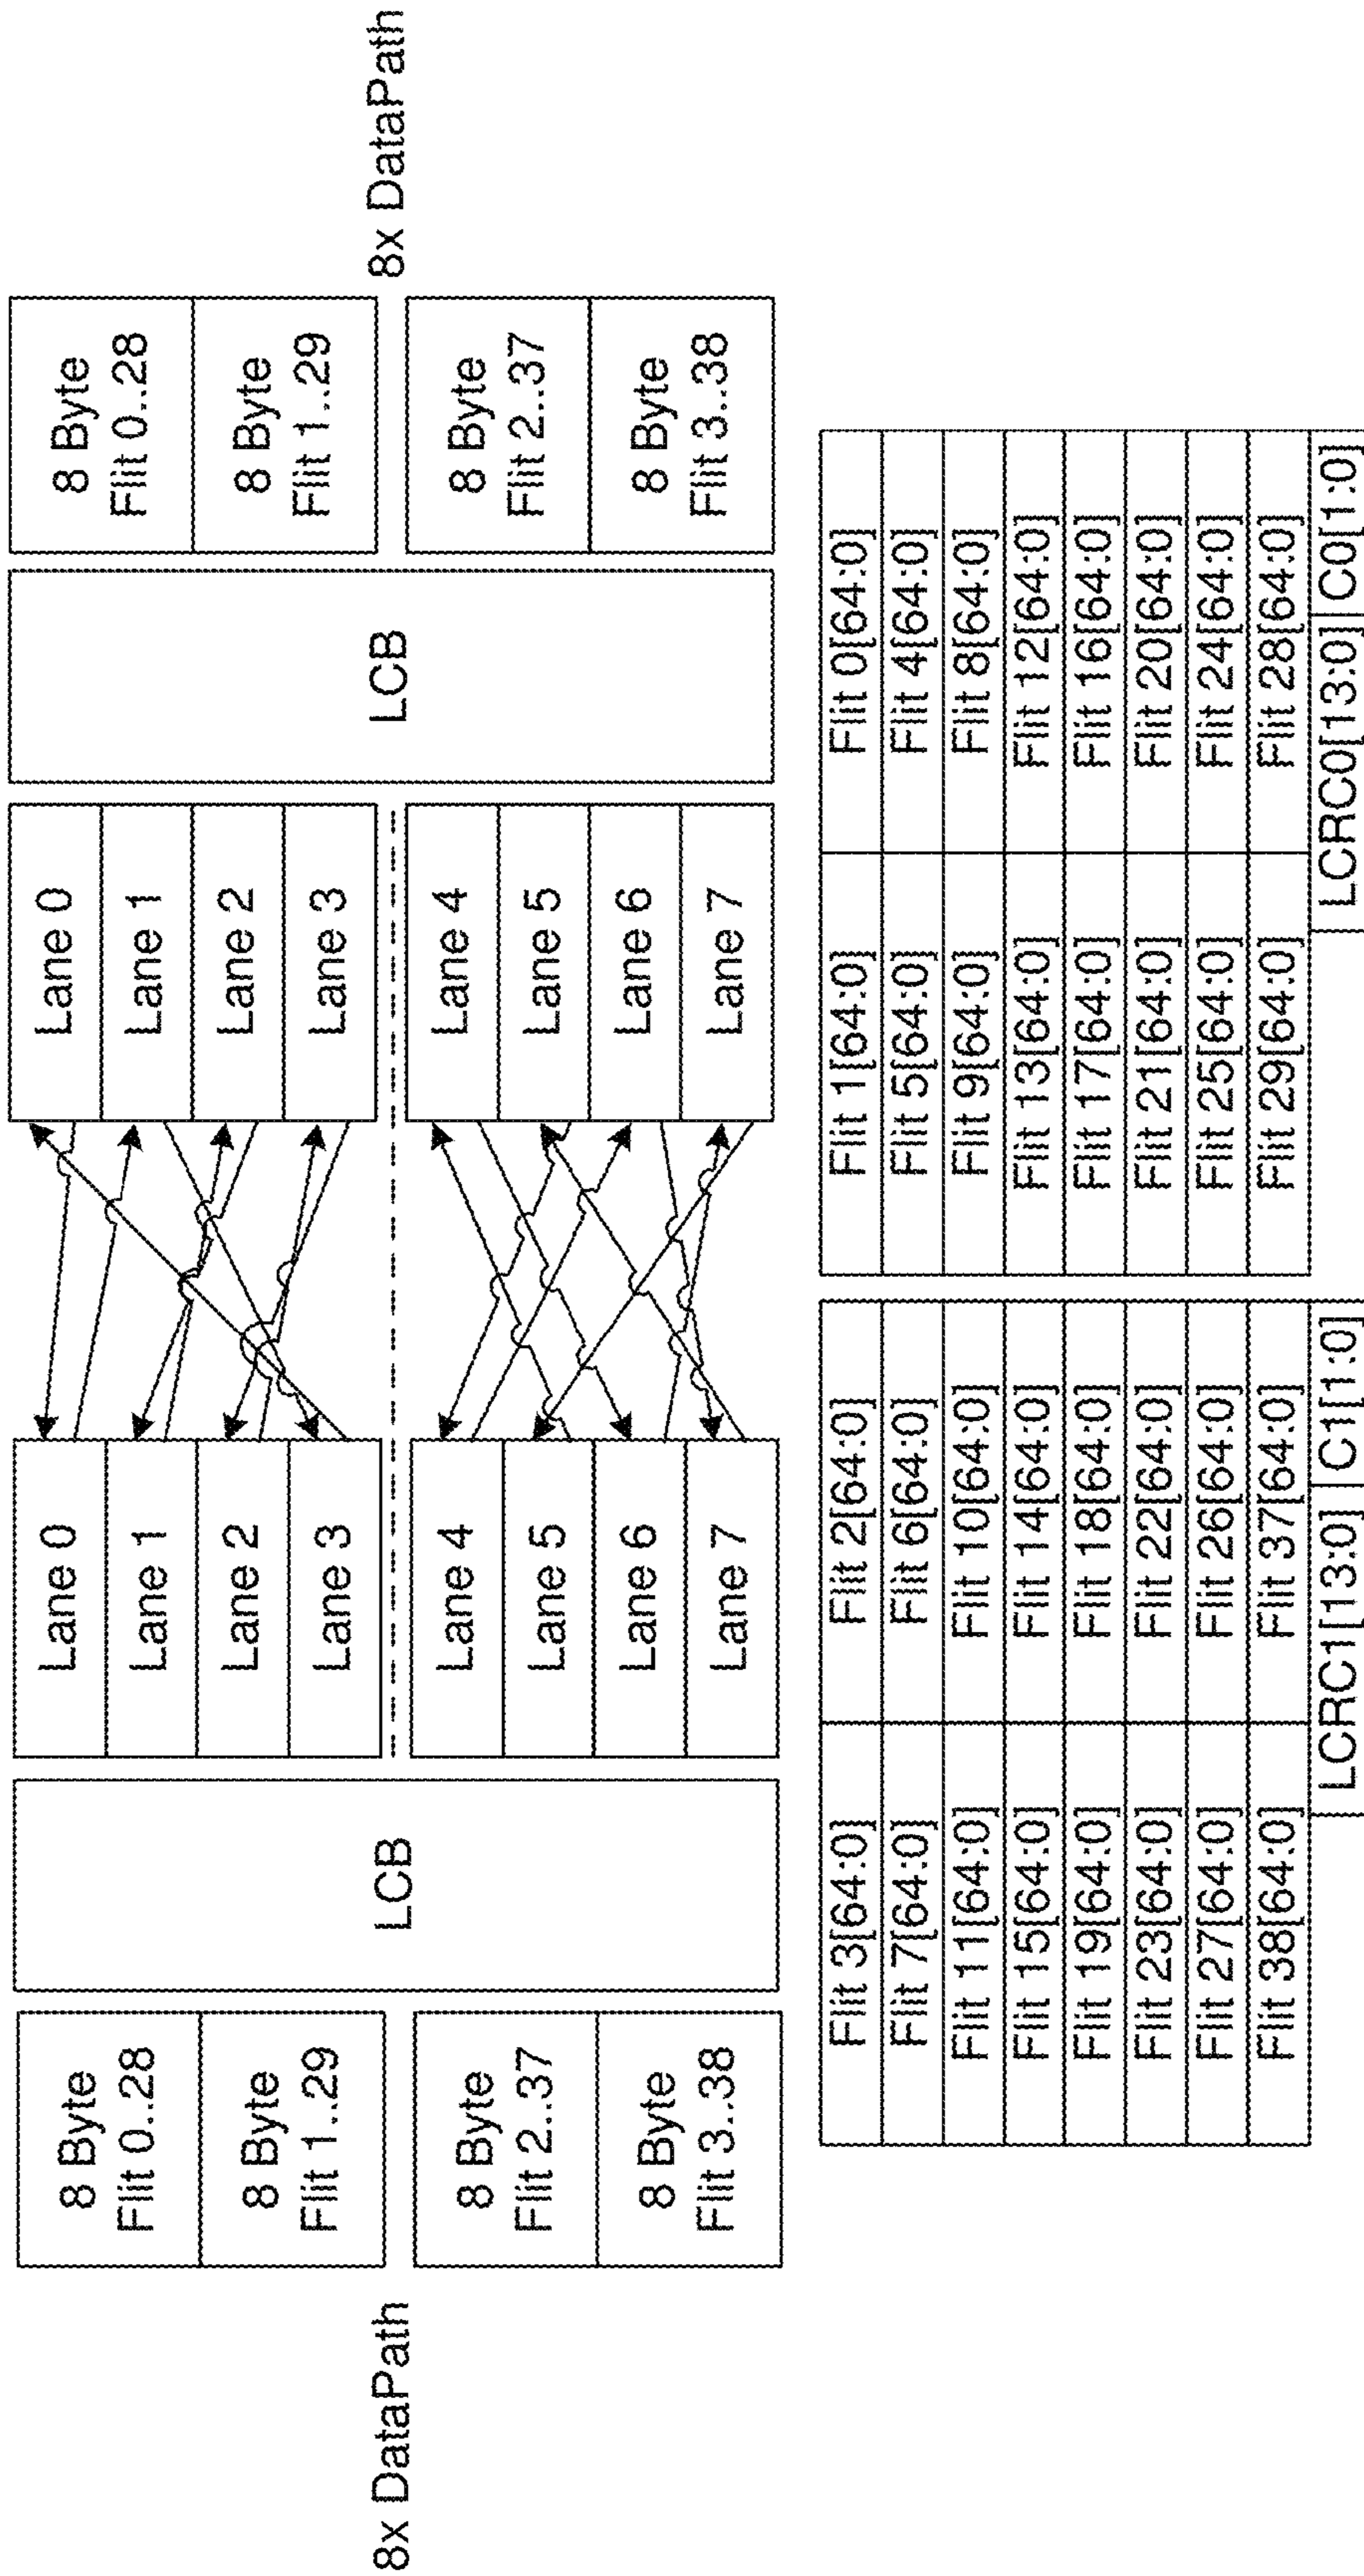 8x DataPath
8 Byte
Flit 0..28
8 Byte
Flit 1..29
8 Byte
Flit 2..37
8 Byte
Flit 3..38
LCB
Lane 0
Lane 1
Lane 2
Lane 3
Lane 4
Lane 5
Lane 6
Lane 7
Lane 0
Lane 1
Lane 2
Lane 3
Lane 4
Lane 5
Lane 6
Lane 7
LCB
8 Byte
Flit 0..28
8 Byte
Flit 1..29
8 Byte
Flit 2..37
8 Byte
Flit 3..38
8x DataPath
Flit 3[64:0] Flit 2[64:0]
Flit 7[64:0] Flit 6[64:0]
Flit 11[64:0] Flit 10[64:0]
Flit 15[64:0] Flit 14[64:0]
Flit 19[64:0] Flit 18[64:0]
Flit 23[64:0] Flit 22[64:0]
Flit 27[64:0] Flit 26[64:0]
Flit 38[64:0] Flit 37[64:0]
LCRC1[13:0] C1[1:0]
Flit 1[64:0] Flit 0[64:0]
Flit 5[64:0] Flit 4[64:0]
Flit 9[64:0] Flit 8[64:0]
Flit 13[64:0] Flit 12[64:0]
Flit 17[64:0] Flit 16[64:0]
Flit 21[64:0] Flit 20[64:0]
Flit 25[64:0] Flit 24[64:0]
Flit 29[64:0] Flit 28[64:0]
LCRC0[13:0] C0[1:0]